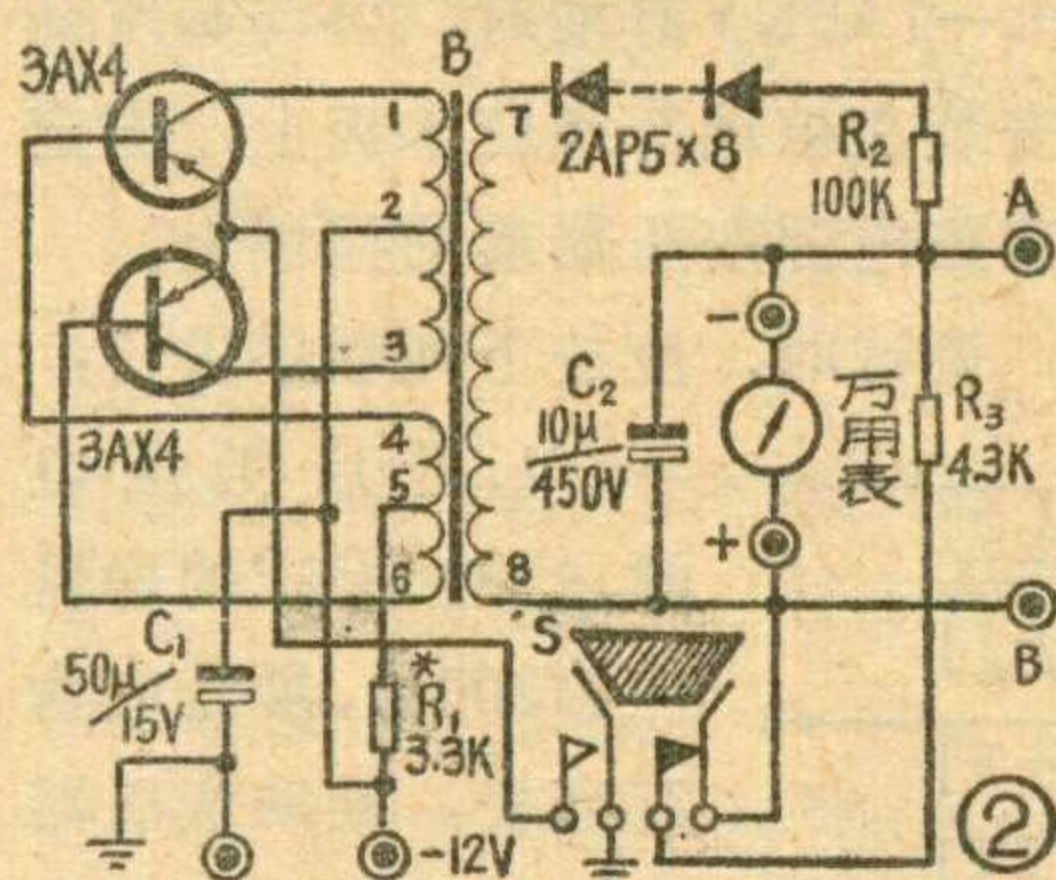 3AX4
B
1
7
2AP5×8
R₂
100K
A
2
3
C₂
10μ/450V
-
万用表
R₃
4.3K
3AX4
4
5
+
6
8
C₁
50μ/15V
*
R₁
3.3K
S
B
-12V
②